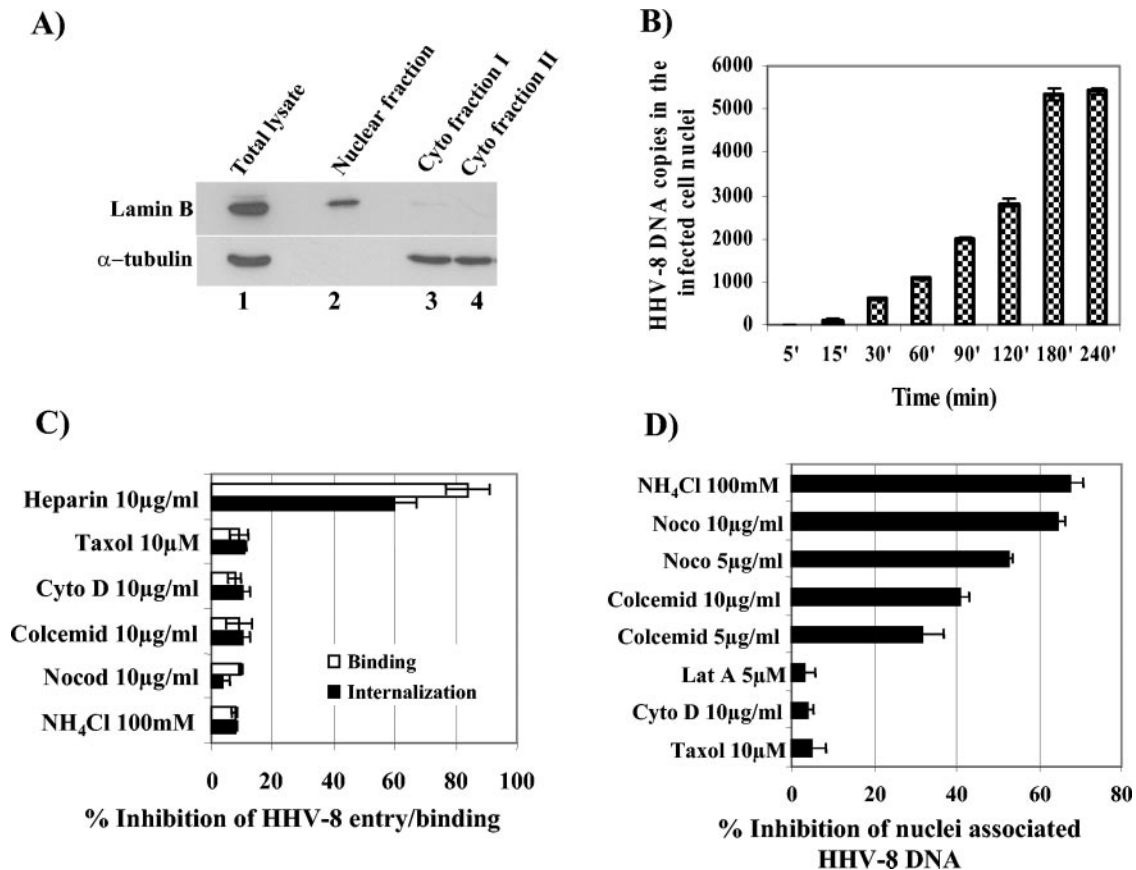 A)
Total lysate
Nuclear fraction
Cyto fraction I
Cyto fraction II
Lamin B
α–tubulin
1 2 3 4
B)
HHV-8 DNA copies in the
infected cell nuclei
6000
5000
4000
3000
2000
1000
0
5' 15' 30' 60' 90' 120' 180' 240'
Time (min)
C)
Heparin 10µg/ml
Taxol 10µM
Cyto D 10µg/ml
Colcemid 10µg/ml
Nocod 10µg/ml
NH₄Cl 100mM
Binding
Internalization
0 20 40 60 80 100
% Inhibition of HHV-8 entry/binding
D)
NH₄Cl 100mM
Noco 10µg/ml
Noco 5µg/ml
Colcemid 10µg/ml
Colcemid 5µg/ml
Lat A 5µM
Cyto D 10µg/ml
Taxol 10µM
0 20 40 60 80
% Inhibition of nuclei associated
HHV-8 DNA